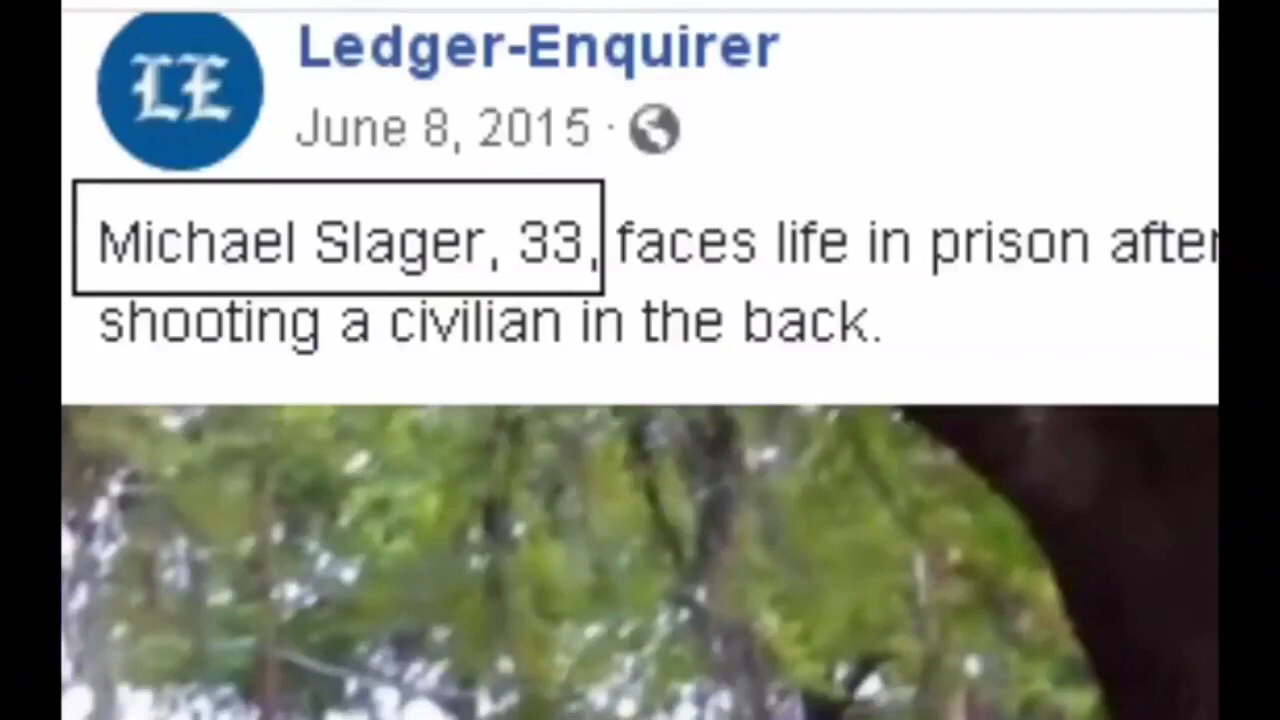 LE
Ledger-Enquirer
June 8, 2015 ·
Michael Slager, 33, faces life in prison after
shooting a civilian in the back.